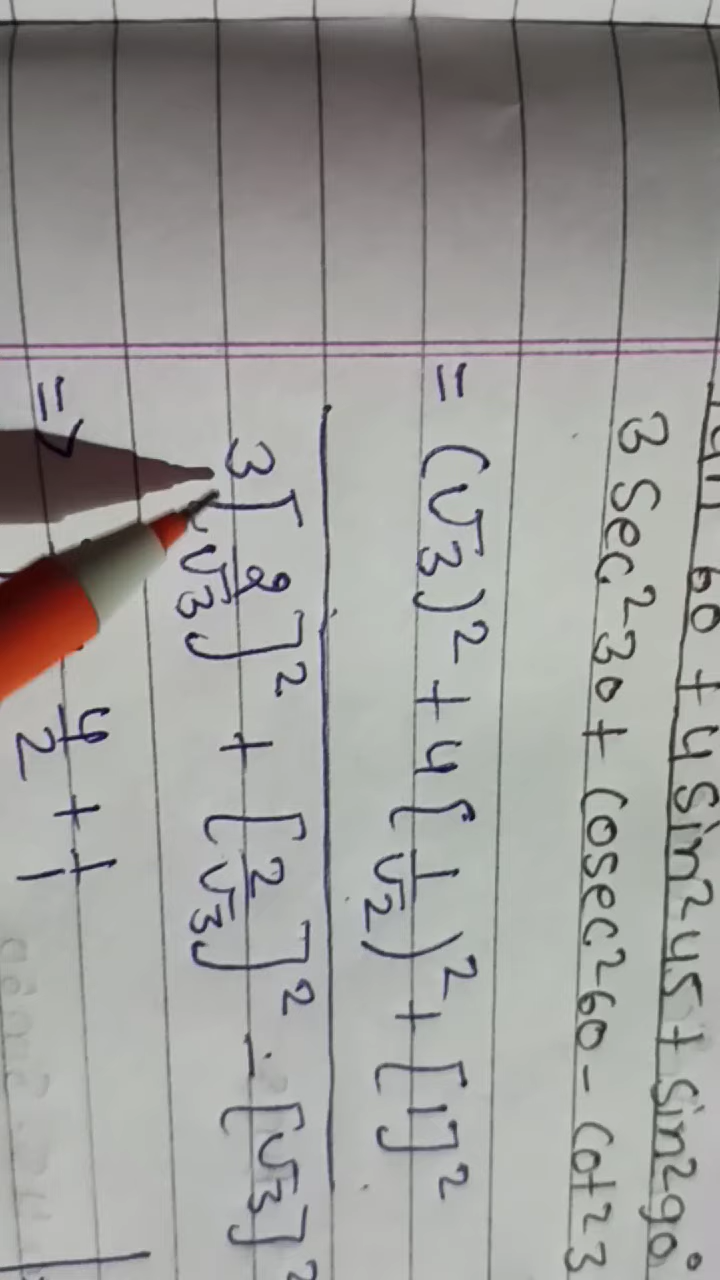 60 + 4 Sin²45 + Sin²90°
3 Sec²30 + Cosec²60 - Cot²3
= (√3)² + 4[1/√2)² + [1]²
3[2/√3]² + [2/√3]² - [√3]²
=> 4/2 + 1/1